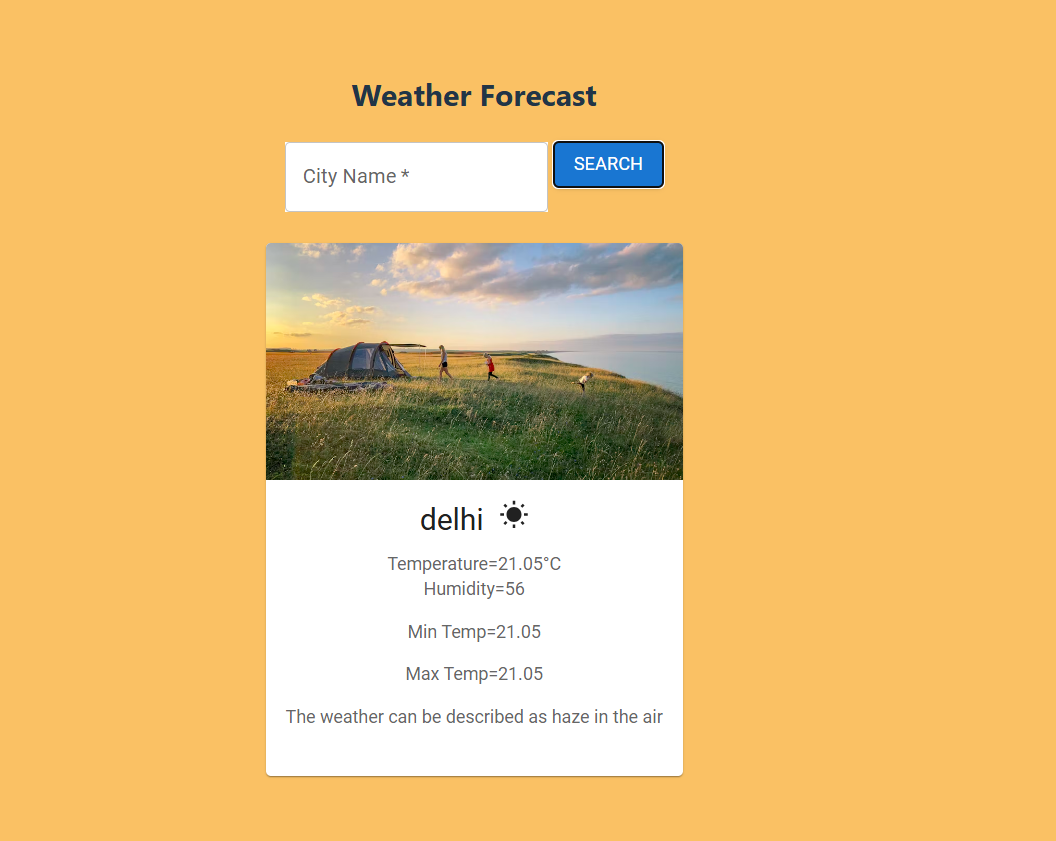 Weather Forecast
City Name *
SEARCH
delhi
Temperature=21.05°C
Humidity=56
Min Temp=21.05
Max Temp=21.05
The weather can be described as haze in the air